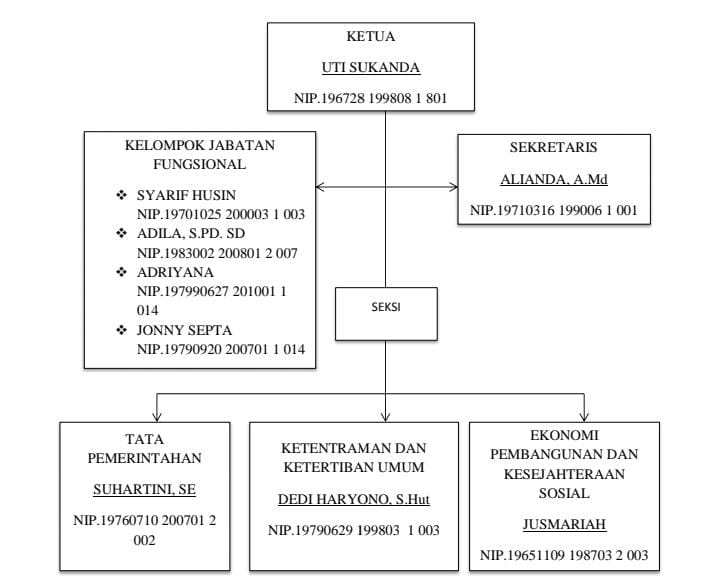 KETUA
UTI SUKANDA
NIP.196728 199808 1 801
KELOMPOK JABATAN
FUNGSIONAL
❖ SYARIF HUSIN
NIP.19701025 200003 1 003
❖ ADILA, S.PD. SD
NIP.1983002 200801 2 007
❖ ADRIYANA
NIP.197990627 201001 1
014
❖ JONNY SEPTA
NIP.19790920 200701 1 014
SEKRETARIS
ALIANDA, A.Md
NIP.19710316 199006 1 001
SEKSI
TATA
PEMERINTAHAN
SUHARTINI, SE
NIP.19760710 200701 2
002
KETENTRAMAN DAN
KETERTIBAN UMUM
DEDI HARYONO, S.Hut
NIP.19790629 199803  1 003
EKONOMI
PEMBANGUNAN DAN
KESEJAHTERAAN
SOSIAL
JUSMARIAH
NIP.19651109 198703 2 003